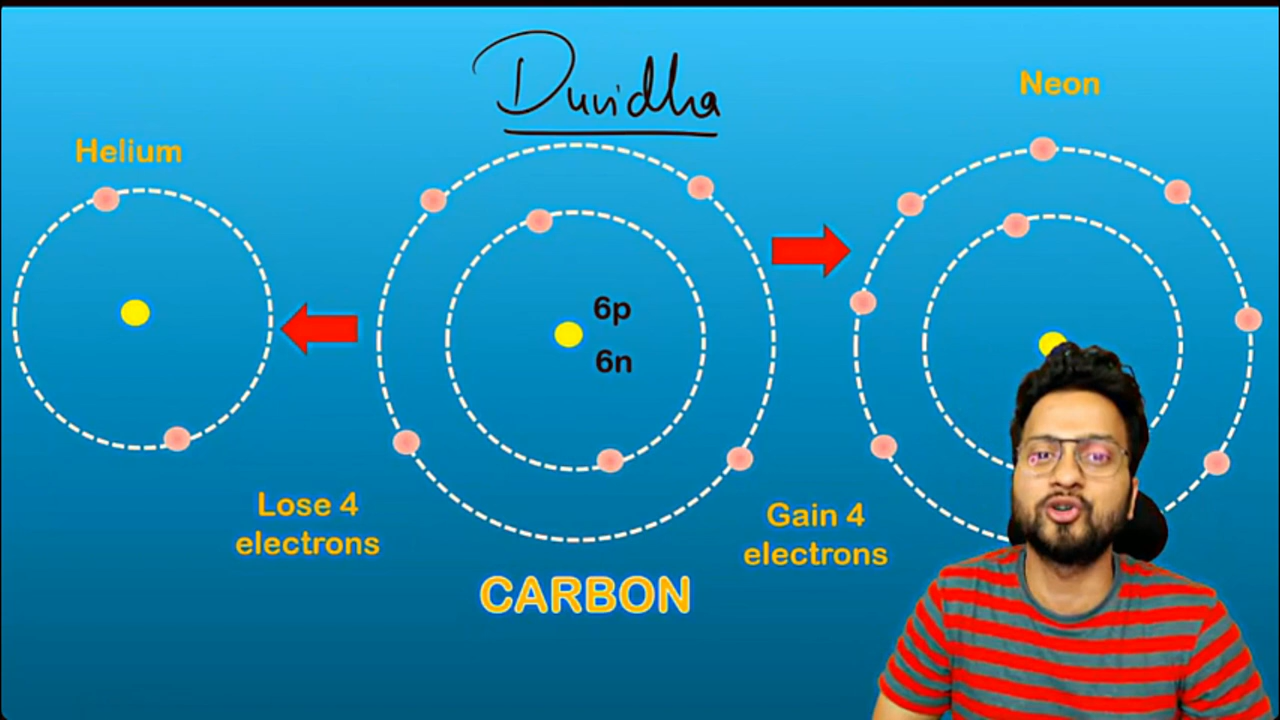 Duvidha
Neon
Helium
6p
6n
Lose 4
electrons
Gain 4
electrons
CARBON